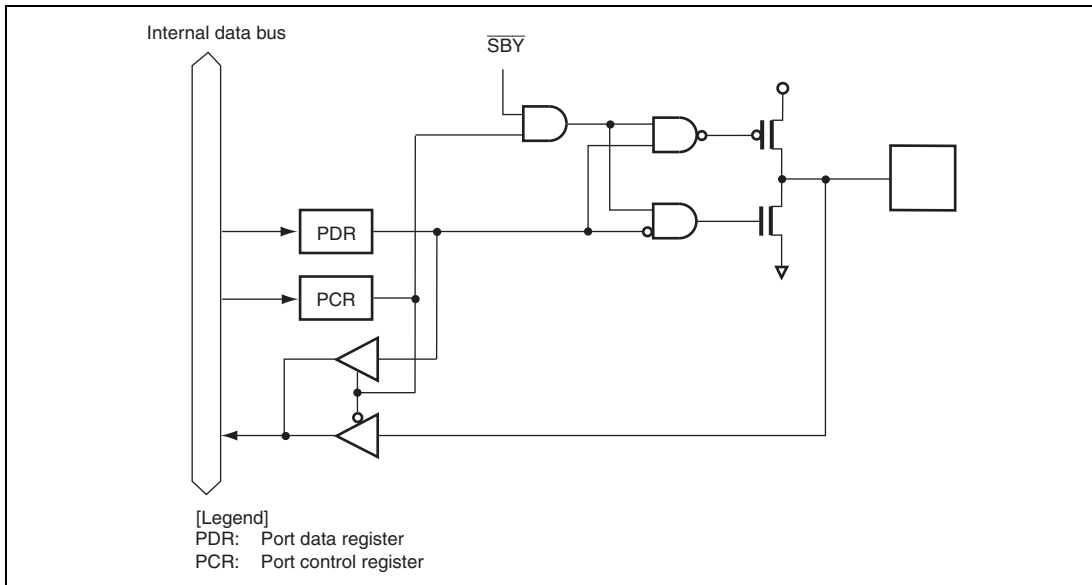 Internal data bus
SBY
PDR
PCR
[Legend]
PDR: Port data register
PCR: Port control register